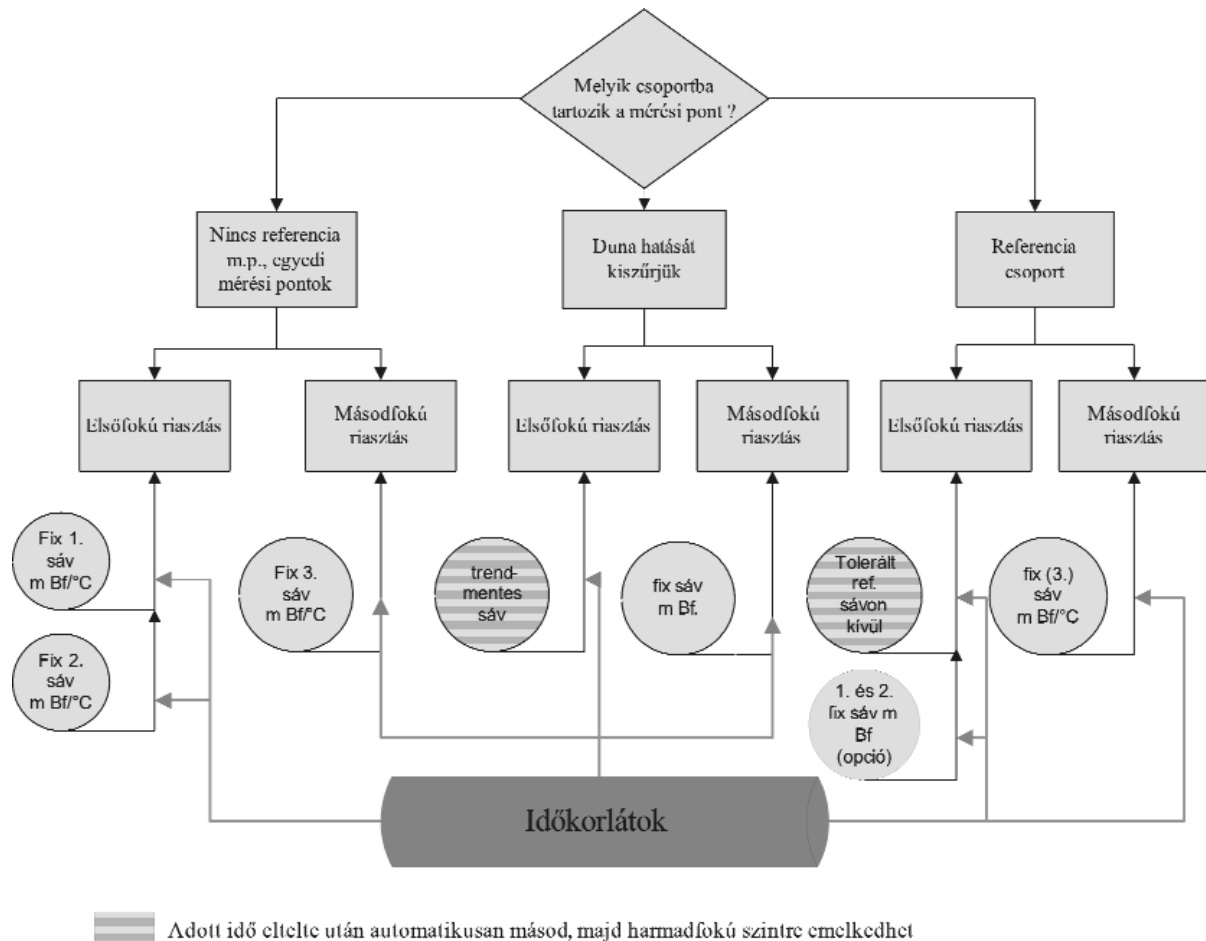 Melyik csoportba
tartozik a mérési pont ?
Nincs referencia
m.p., egyedi
mérési pontok
Duna hatását
kiszűrjük
Referencia
csoport
Elsőfokú riasztás
Másodfokú
riasztás
Elsőfokú riasztás
Másodfokú
riasztás
Elsőfokú riasztás
Másodfokú
riasztás
Fix 1.
sáv
m Bf/°C
Fix 2.
sáv
m Bf/°C
Fix 3.
sáv
m Bf/°C
trend-
mentes
sáv
fix sáv
m Bf.
Tolerált
ref.
sávon
kívül
1. és 2.
fix sáv m
Bf
(opció)
fix (3.)
sáv
m Bf/°C
Időkorlátok
Adott idő eltelte után automatikusan másod, majd harmadfokú szintre emelkedhet